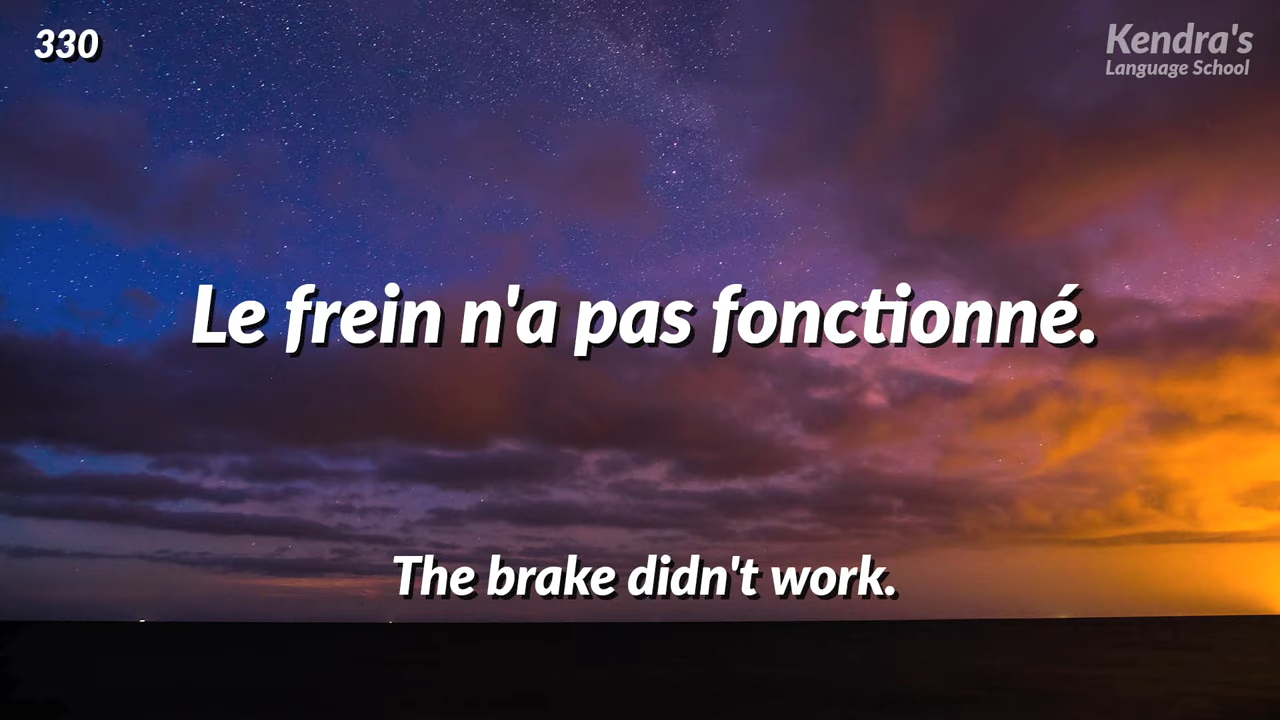 330
Kendra's
Language School
Le frein n'a pas fonctionné.
The brake didn't work.